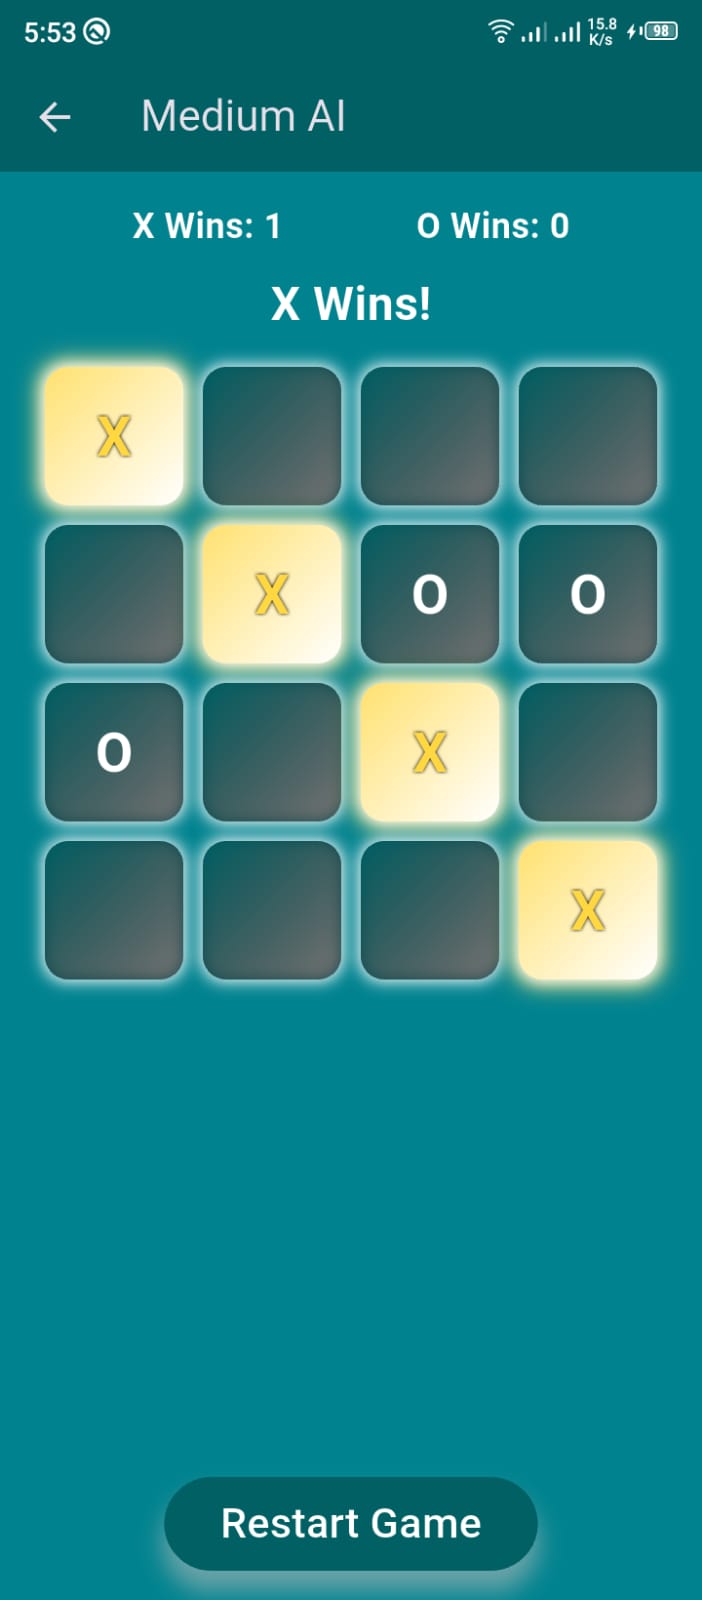 5:53 15.8 K/s 98
Medium AI
X Wins: 1 O Wins: 0
X Wins!
X
X O O
O X
X
Restart Game